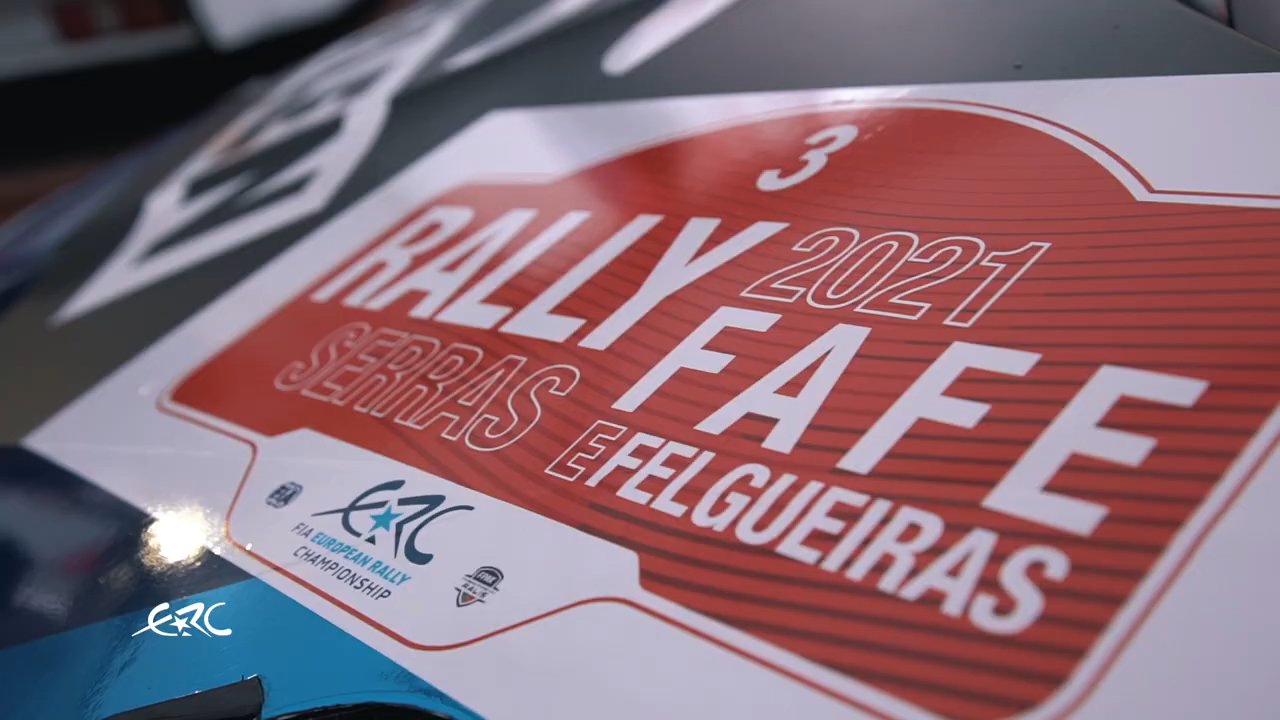 3
RALLY 2021
FAFE
SERRAS
E FELGUEIRAS
FIA
ERC
FIA EUROPEAN RALLY
CHAMPIONSHIP
ERC